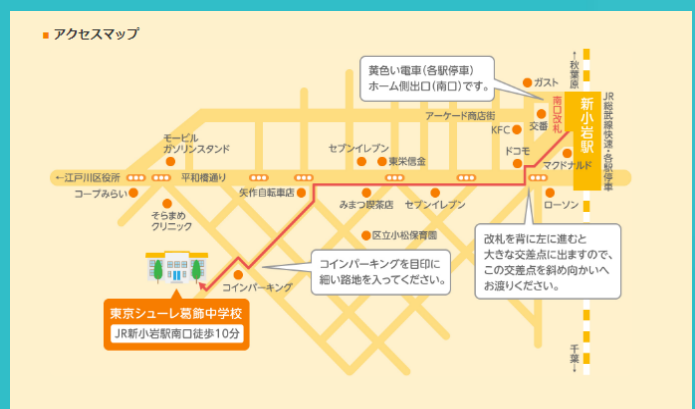 アクセスマップ
黄色い電車(各駅停車)
ホーム側出口(南口)です。
ガスト
↑秋葉原
南口改札
新小岩駅
JR総武線快速・各駅停車
アーケード商店街
KFC
交番
モービル
ガソリンスタンド
セブンイレブン
東栄信金
ドコモ
マクドナルド
←江戸川区役所
平和橋通り
コープみらい
矢作自転車店
みまつ喫茶店
セブンイレブン
ローソン
そらまめ
クリニック
区立小松保育園
改札を背に左に進むと
大きな交差点に出ますので、
この交差点を斜め向かいへ
お渡りください。
コインパーキングを目印に
細い路地を入ってください。
コインパーキング
東京シューレ葛飾中学校
JR新小岩駅南口徒歩10分
千葉→